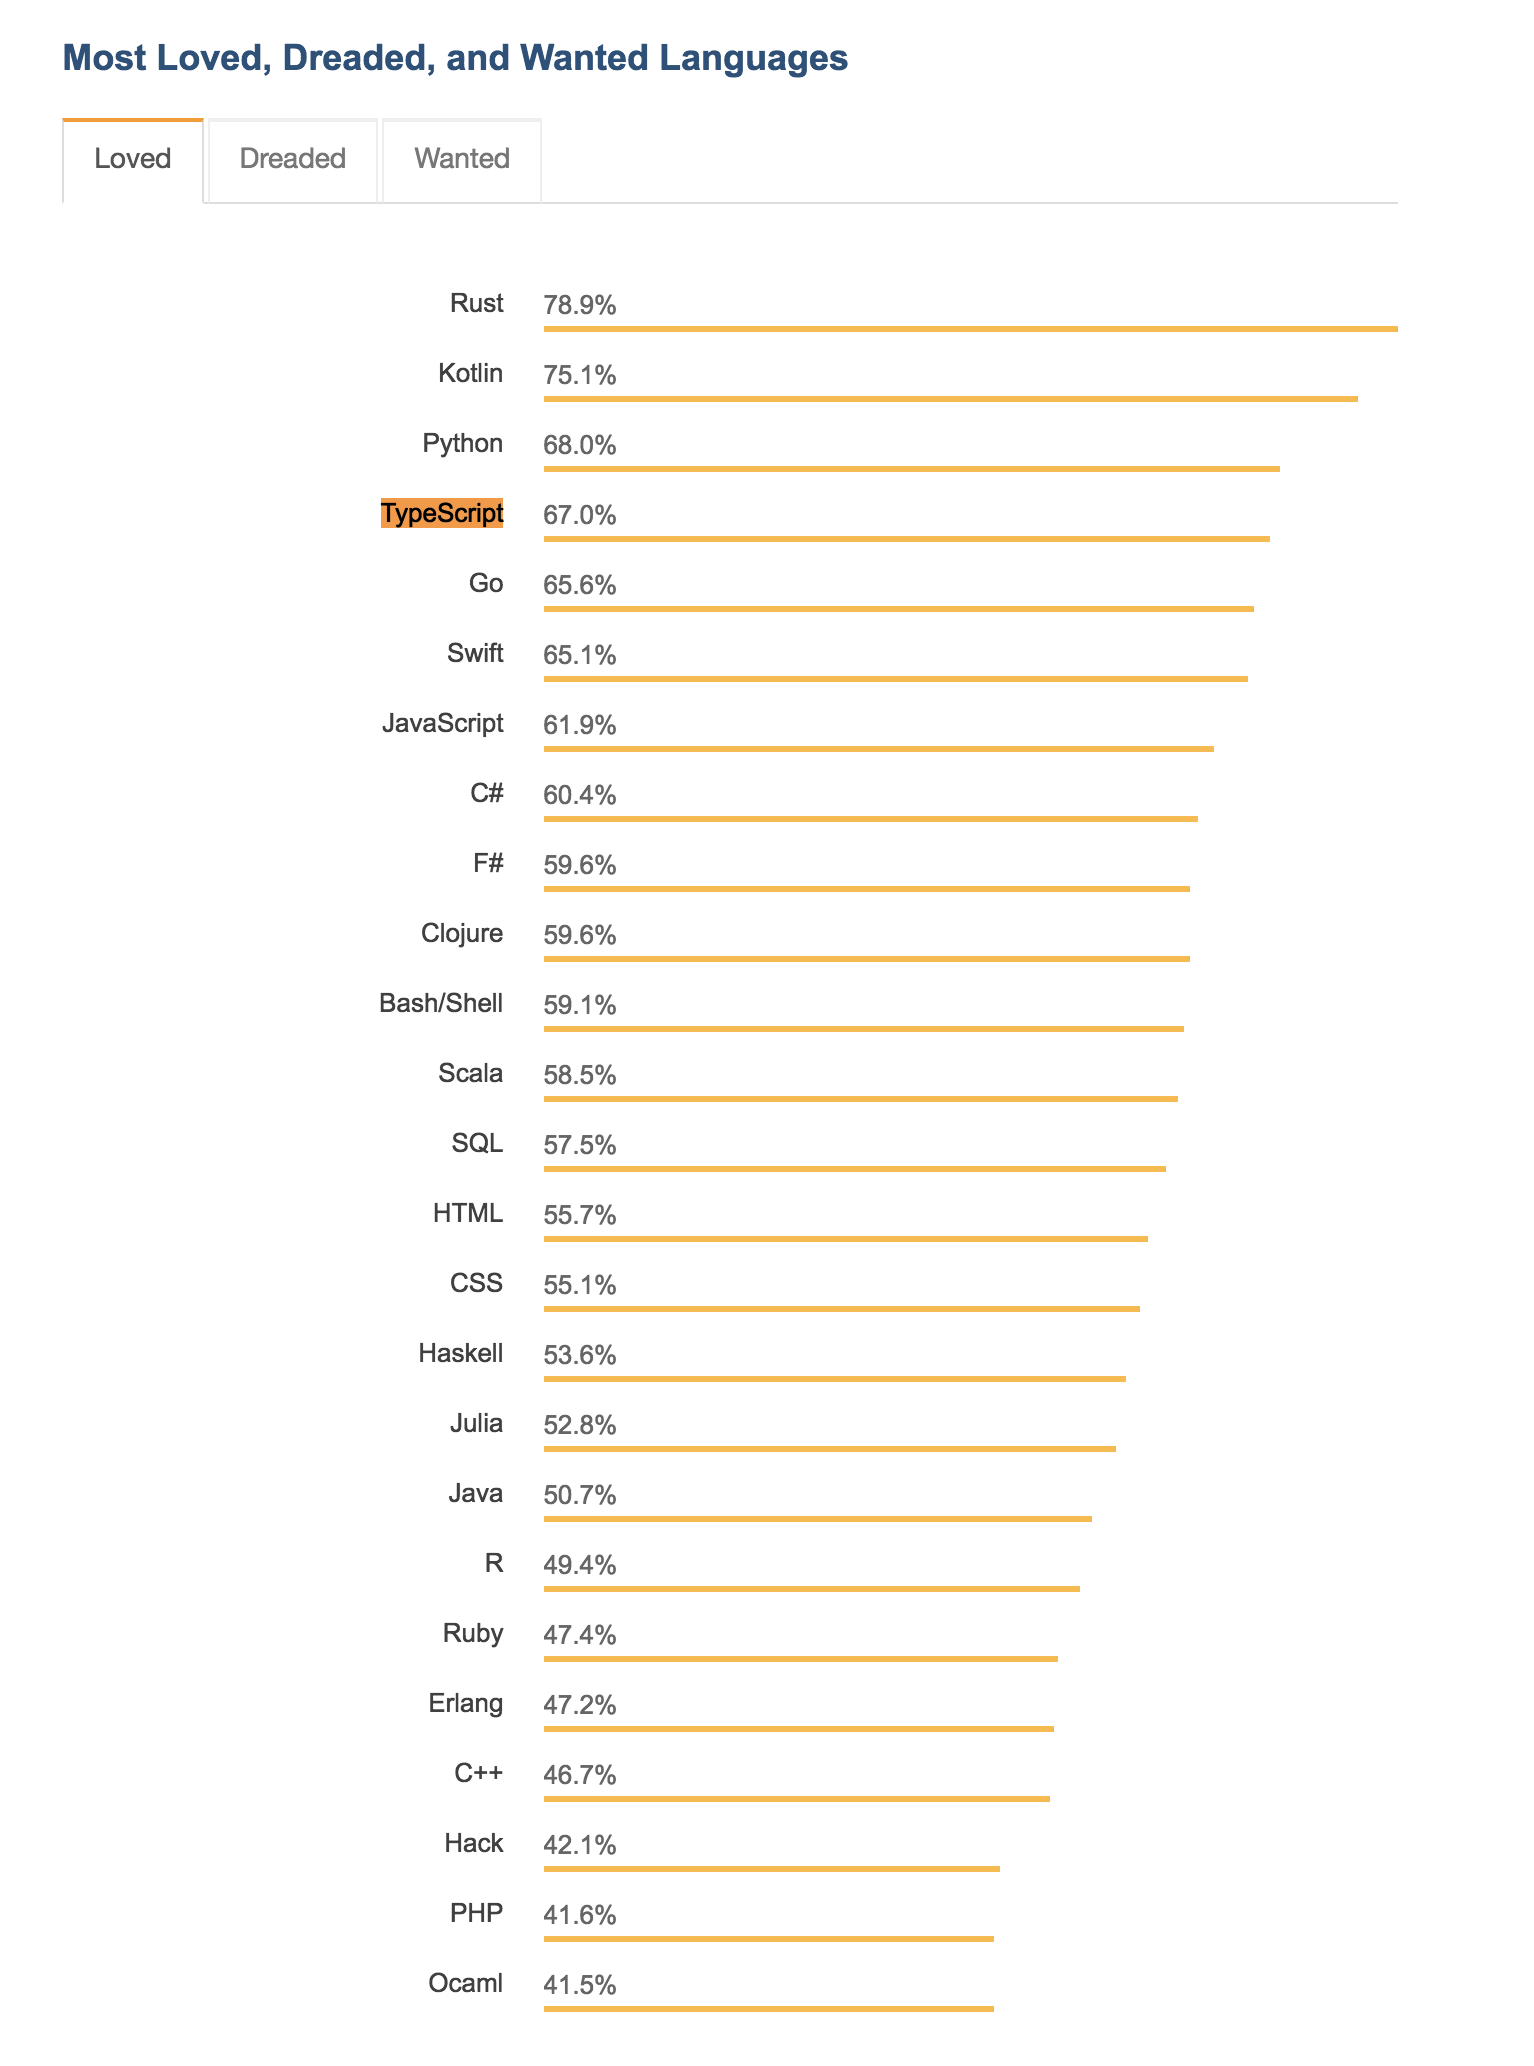 Most Loved, Dreaded, and Wanted Languages
Loved Dreaded Wanted
Rust 78.9%
Kotlin 75.1%
Python 68.0%
TypeScript 67.0%
Go 65.6%
Swift 65.1%
JavaScript 61.9%
C# 60.4%
F# 59.6%
Clojure 59.6%
Bash/Shell 59.1%
Scala 58.5%
SQL 57.5%
HTML 55.7%
CSS 55.1%
Haskell 53.6%
Julia 52.8%
Java 50.7%
R 49.4%
Ruby 47.4%
Erlang 47.2%
C++ 46.7%
Hack 42.1%
PHP 41.6%
Ocaml 41.5%